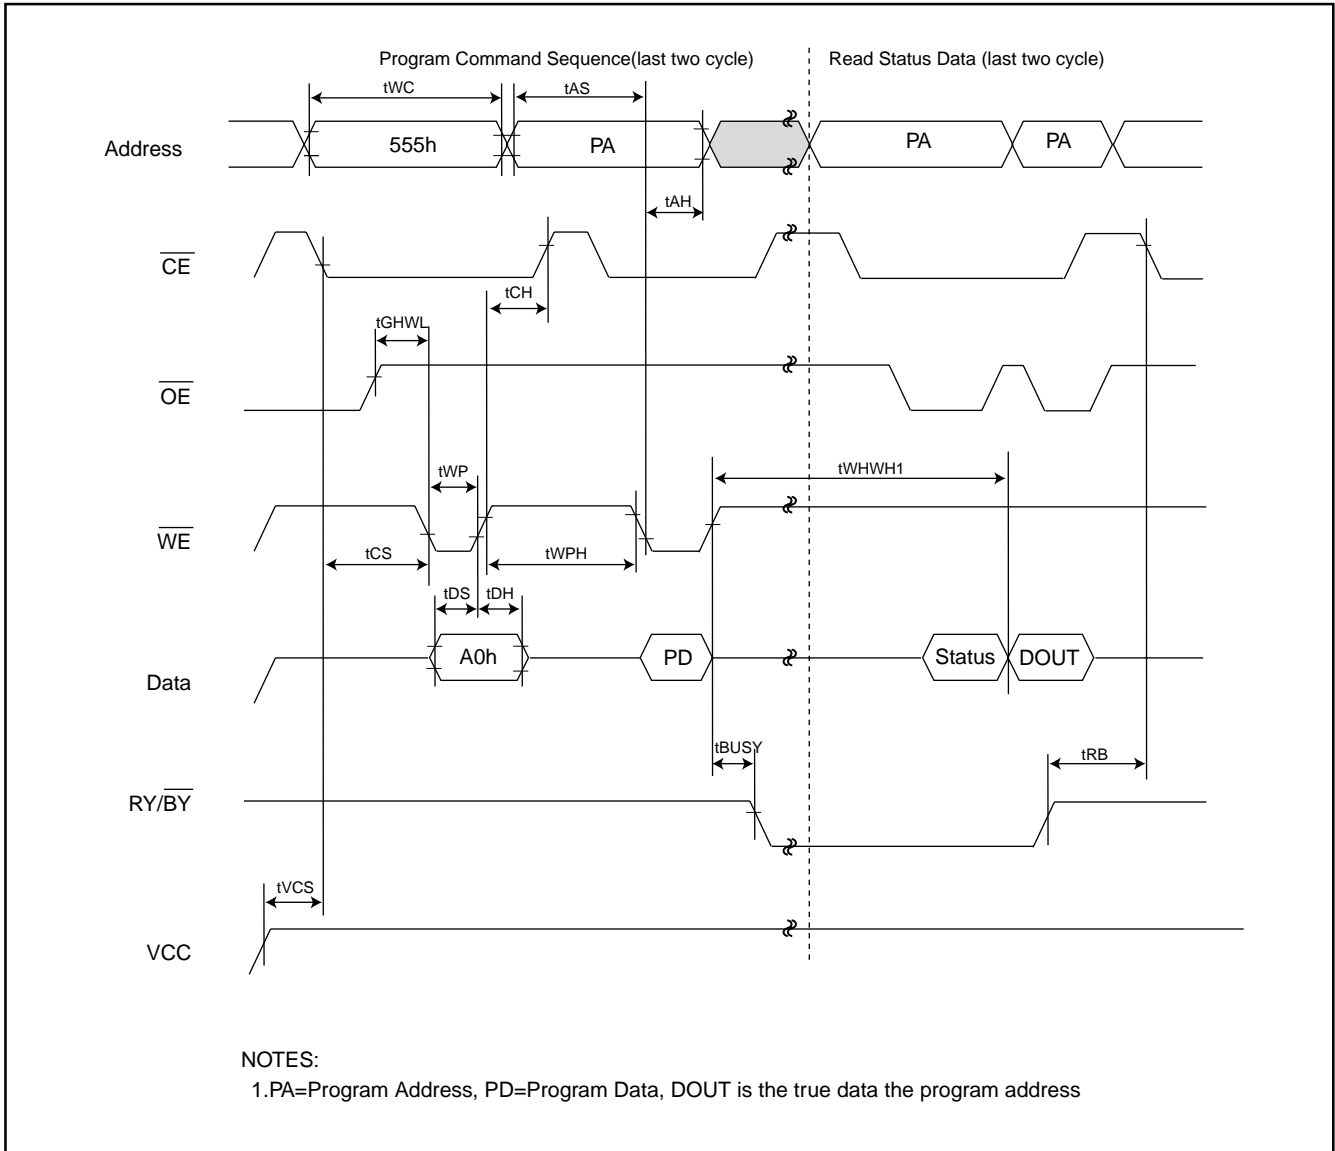 Program Command Sequence(last two cycle)
Read Status Data (last two cycle)
tWC
tAS
Address
555h
PA
PA
PA
tAH
CE
tCH
tGHWL
OE
tWP
tWHWH1
WE
tCS
tWPH
tDS
tDH
A0h
PD
Status
DOUT
Data
tBUSY
tRB
RY/BY
tVCS
VCC
NOTES:
1.PA=Program Address, PD=Program Data, DOUT is the true data the program address